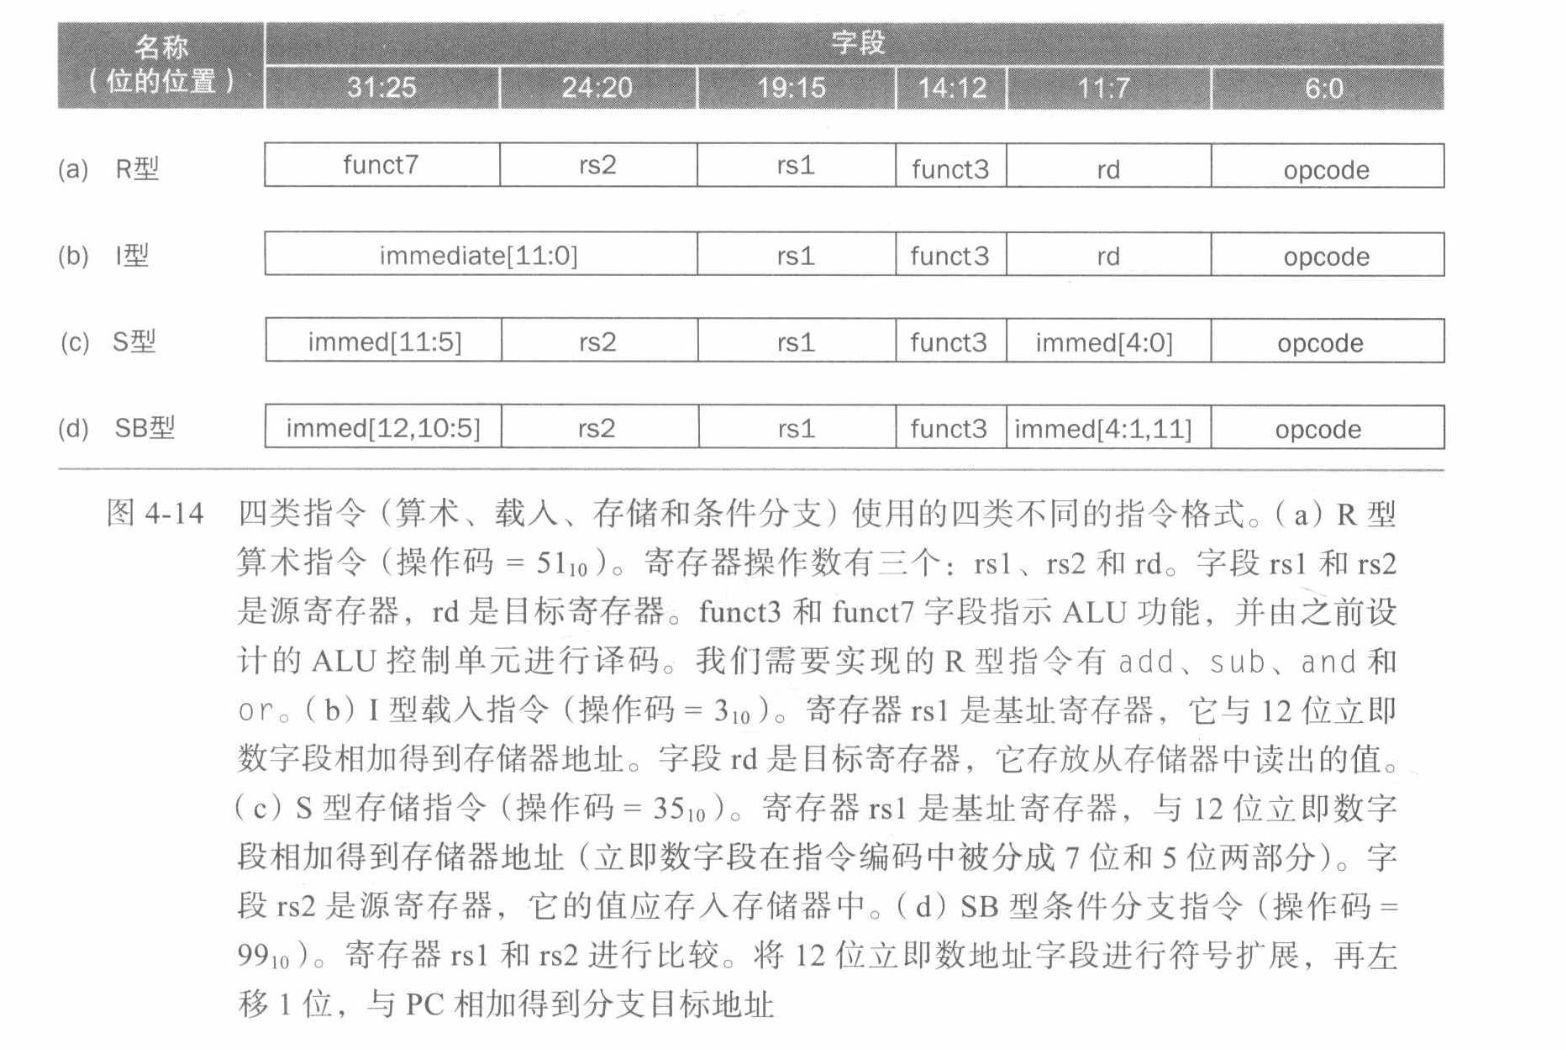 名称 字段
（位的位置） 31:25 24:20 19:15 14:12 11:7 6:0
(a) R型 funct7 rs2 rs1 funct3 rd opcode
(b) I型 immediate[11:0] rs1 funct3 rd opcode
(c) S型 immed[11:5] rs2 rs1 funct3 immed[4:0] opcode
(d) SB型 immed[12,10:5] rs2 rs1 funct3 immed[4:1,11] opcode
图 4-14 四类指令（算术、载入、存储和条件分支）使用的四类不同的指令格式。（a）R 型
算术指令（操作码 = 51₁₀）。寄存器操作数有三个：rs1、rs2 和 rd。字段 rs1 和 rs2
是源寄存器，rd 是目标寄存器。funct3 和 funct7 字段指示 ALU 功能，并由之前设
计的 ALU 控制单元进行译码。我们需要实现的 R 型指令有 add、sub、and 和
or。（b）I 型载入指令（操作码 = 3₁₀）。寄存器 rs1 是基址寄存器，它与 12 位立即
数字段相加得到存储器地址。字段 rd 是目标寄存器，它存放从存储器中读出的值。
（c）S 型存储指令（操作码 = 35₁₀）。寄存器 rs1 是基址寄存器，与 12 位立即数字
段相加得到存储器地址（立即数字段在指令编码中被分成 7 位和 5 位两部分）。字
段 rs2 是源寄存器，它的值应存入存储器中。（d）SB 型条件分支指令（操作码 =
99₁₀）。寄存器 rs1 和 rs2 进行比较。将 12 位立即数地址字段进行符号扩展，再左
移 1 位，与 PC 相加得到分支目标地址